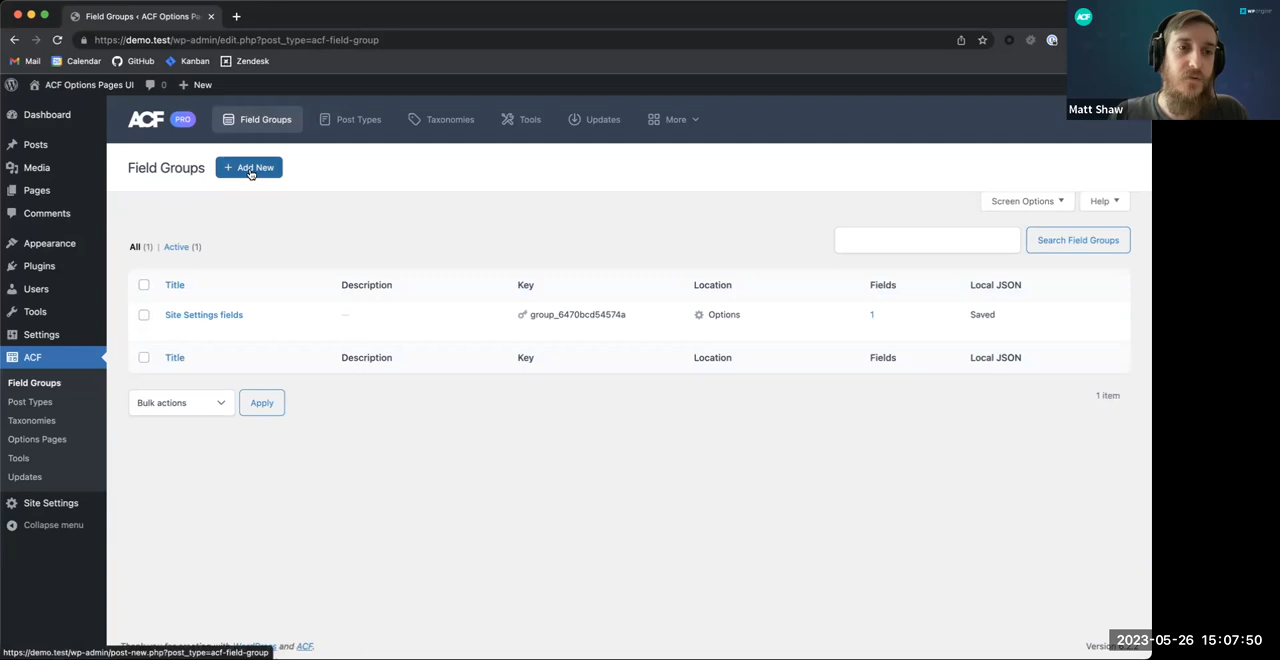 Field Groups ‹ ACF Options Pa
https://demo.test/wp-admin/edit.php?post_type=acf-field-group
Mail
Calendar
GitHub
Kanban
Zendesk
ACF Options Pages UI
0
+ New
ACF
Matt Shaw
Dashboard
Posts
Media
Pages
Comments
Appearance
Plugins
Users
Tools
Settings
ACF
Field Groups
Post Types
Taxonomies
Options Pages
Tools
Updates
Site Settings
Collapse menu
ACF PRO
Field Groups
Post Types
Taxonomies
Tools
Updates
More
Field Groups
+ Add New
Screen Options
Help
All (1) | Active (1)
Search Field Groups
Title Description Key Location Fields Local JSON
Site Settings fields — group_6470bcd54574a Options 1 Saved
Title Description Key Location Fields Local JSON
Bulk actions
Apply
1 item
and ACF.
https://demo.test/wp-admin/post-new.php?post_type=acf-field-group
2023-05-26 15:07:50